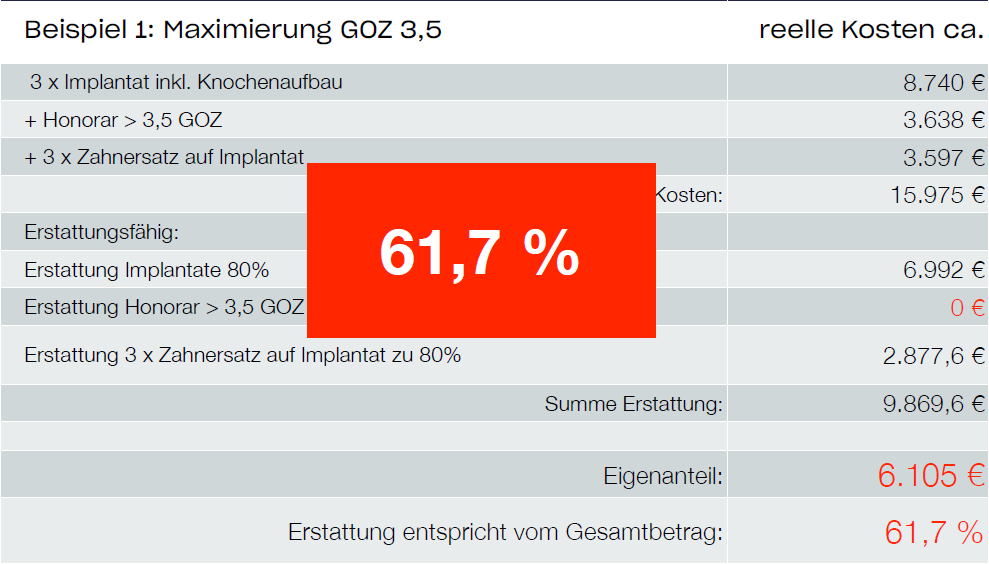 Beispiel 1: Maximierung GOZ 3,5 reelle Kosten ca.
3 x Implantat inkl. Knochenaufbau 8.740 €
+ Honorar > 3,5 GOZ 3.638 €
+ 3 x Zahnersatz auf Implantat 3.597 €
Kosten: 15.975 €
Erstattungsfähig:
61,7 %
Erstattung Implantate 80% 6.992 €
Erstattung Honorar > 3,5 GOZ 0 €
Erstattung 3 x Zahnersatz auf Implantat zu 80% 2.877,6 €
Summe Erstattung: 9.869,6 €
Eigenanteil: 6.105 €
Erstattung entspricht vom Gesamtbetrag: 61,7 %